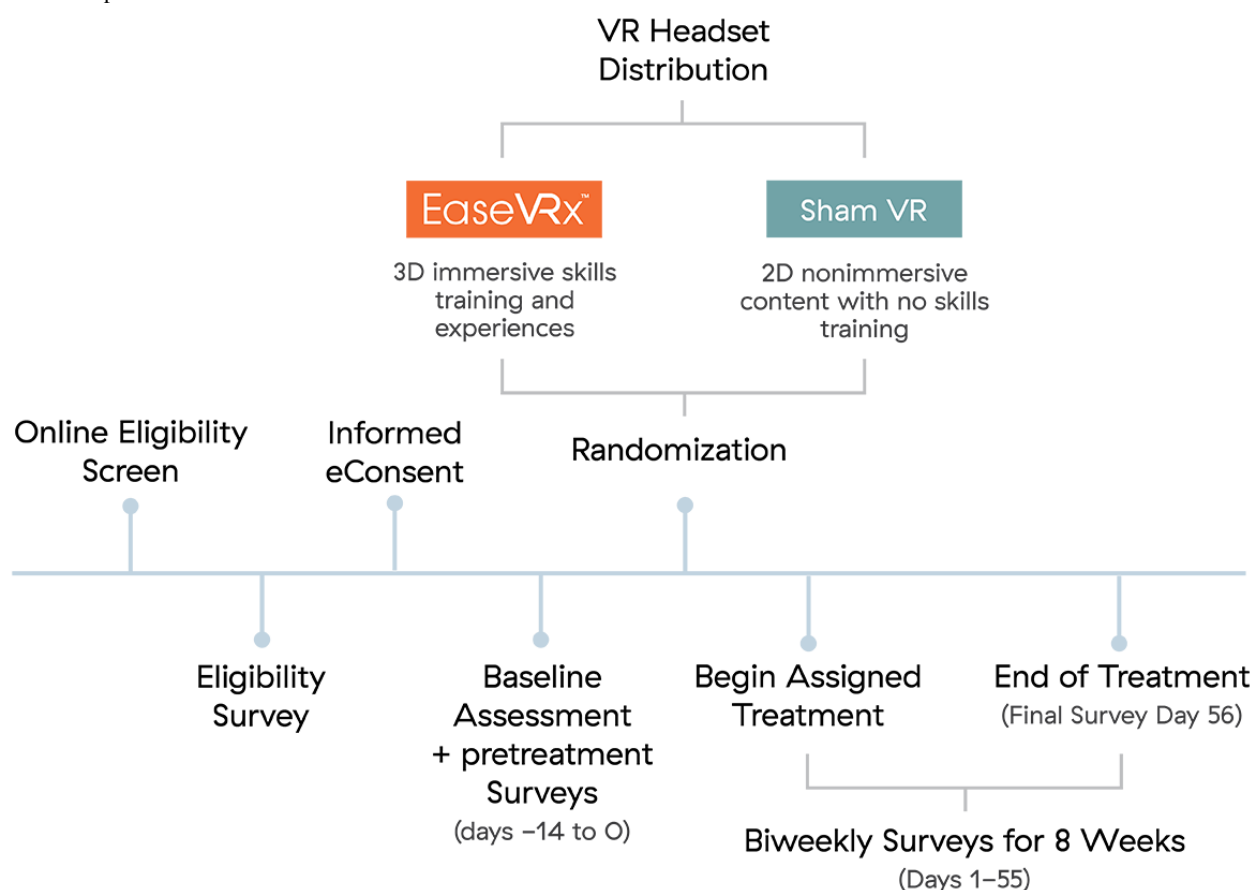 VR Headset
Distribution
EaseVRx™
Sham VR
3D immersive skills
training and
experiences
2D nonimmersive
content with no skills
training
Online Eligibility
Screen
Informed
eConsent
Randomization
Eligibility
Survey
Baseline
Assessment
+ pretreatment
Surveys
(days –14 to 0)
Begin Assigned
Treatment
End of Treatment
(Final Survey Day 56)
Biweekly Surveys for 8 Weeks
(Days 1–55)